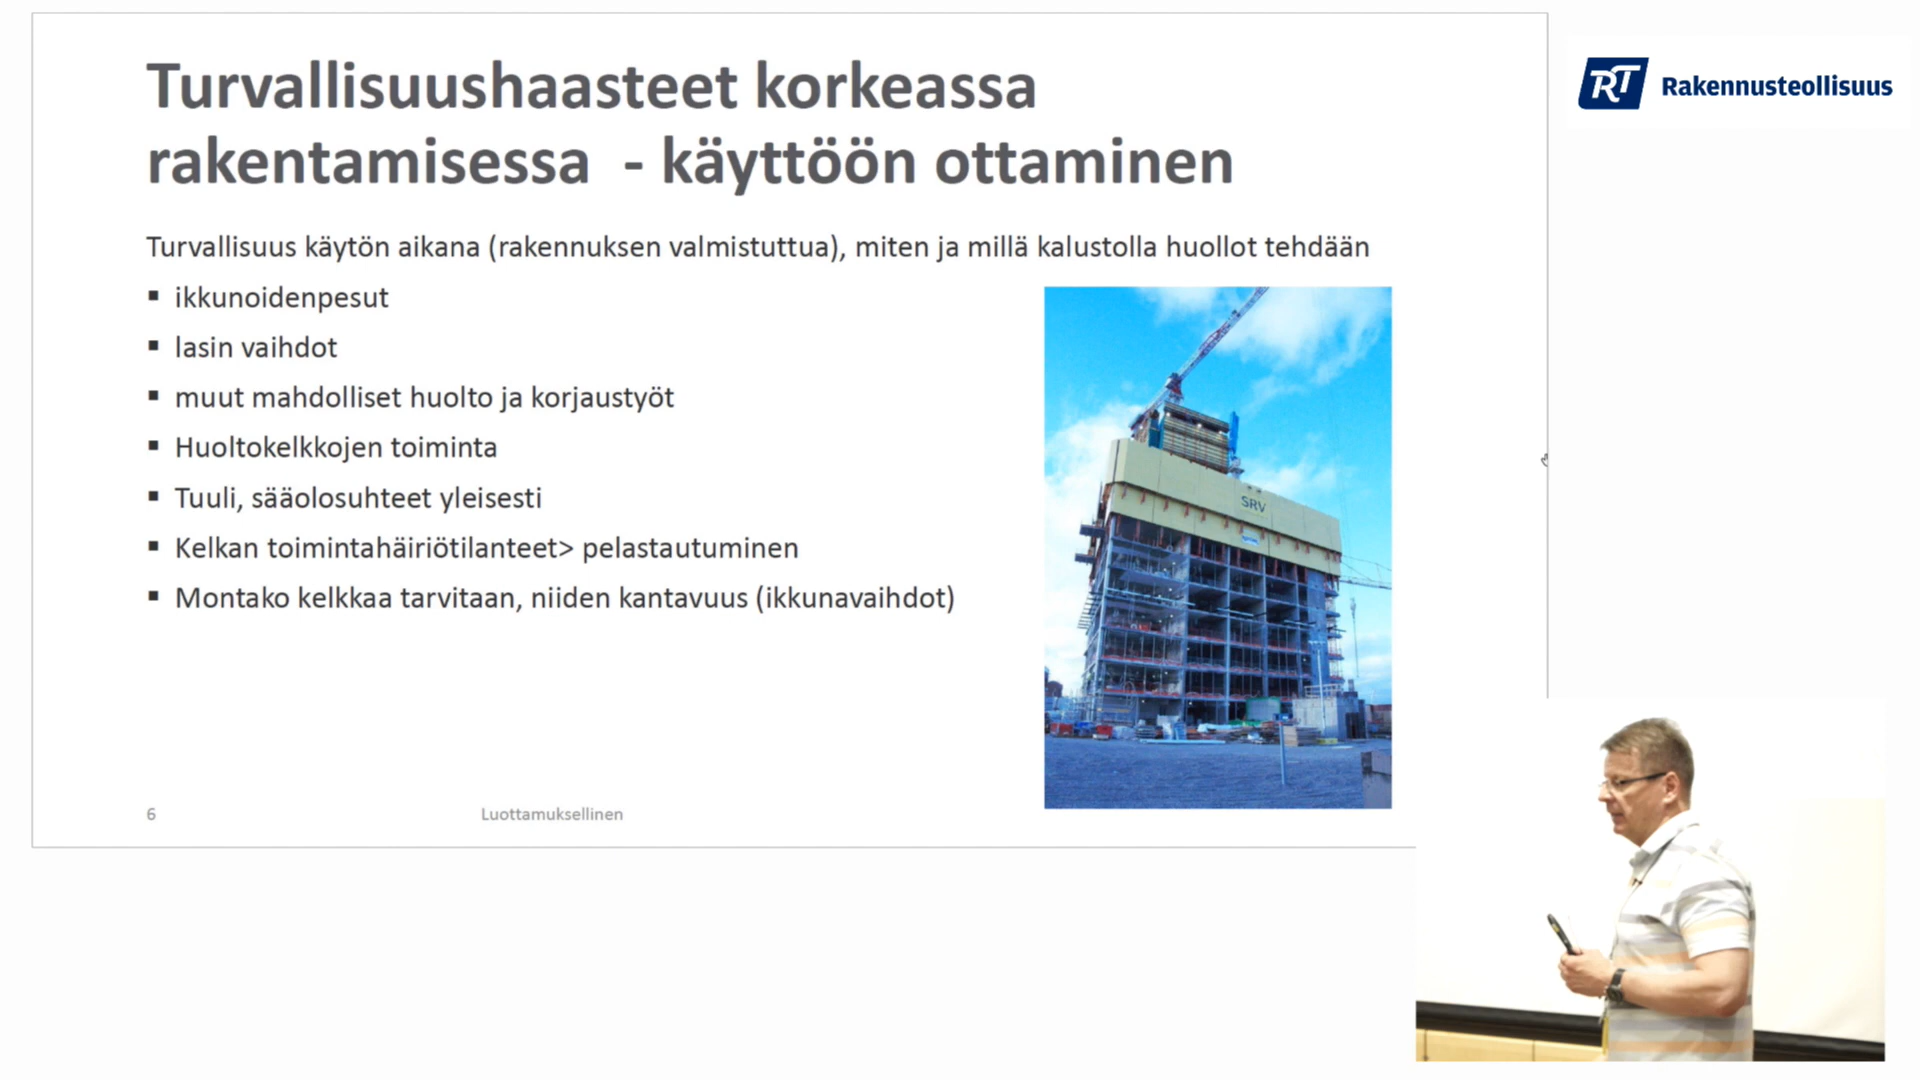 Turvallisuushaasteet korkeassa
rakentamisessa - käyttöön ottaminen
Turvallisuus käytön aikana (rakennuksen valmistuttua), miten ja millä kalustolla huollot tehdään
▪ ikkunoidenpesut
▪ lasin vaihdot
▪ muut mahdolliset huolto ja korjaustyöt
▪ Huoltokelkkojen toiminta
▪ Tuuli, sääolosuhteet yleisesti
▪ Kelkan toimintahäiriötilanteet> pelastautuminen
▪ Montako kelkkaa tarvitaan, niiden kantavuus (ikkunavaihdot)
SRV
6
Luottamuksellinen
RT Rakennusteollisuus